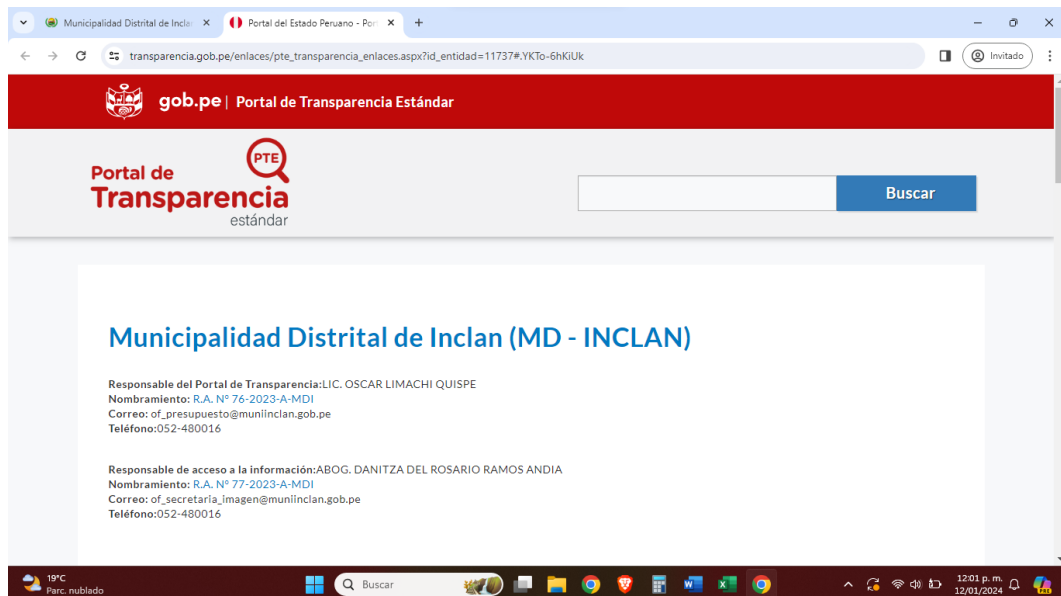 Municipalidad Distrital de Inclan
Portal del Estado Peruano - Por
transparencia.gob.pe/enlaces/pte_transparencia_enlaces.aspx?id_entidad=11737#.YKTo-6hKiUk
Invitado
gob.pe | Portal de Transparencia Estándar
PTE
Portal de
Transparencia
estándar
Buscar
Municipalidad Distrital de Inclan (MD - INCLAN)
Responsable del Portal de Transparencia:LIC. OSCAR LIMACHI QUISPE
Nombramiento: R.A. Nº 76-2023-A-MDI
Correo: of_presupuesto@muniinclan.gob.pe
Teléfono:052-480016
Responsable de acceso a la información:ABOG. DANITZA DEL ROSARIO RAMOS ANDIA
Nombramiento: R.A. Nº 77-2023-A-MDI
Correo: of_secretaria_imagen@muniinclan.gob.pe
Teléfono:052-480016
19°C
Parc. nublado
Buscar
12:01 p. m.
12/01/2024